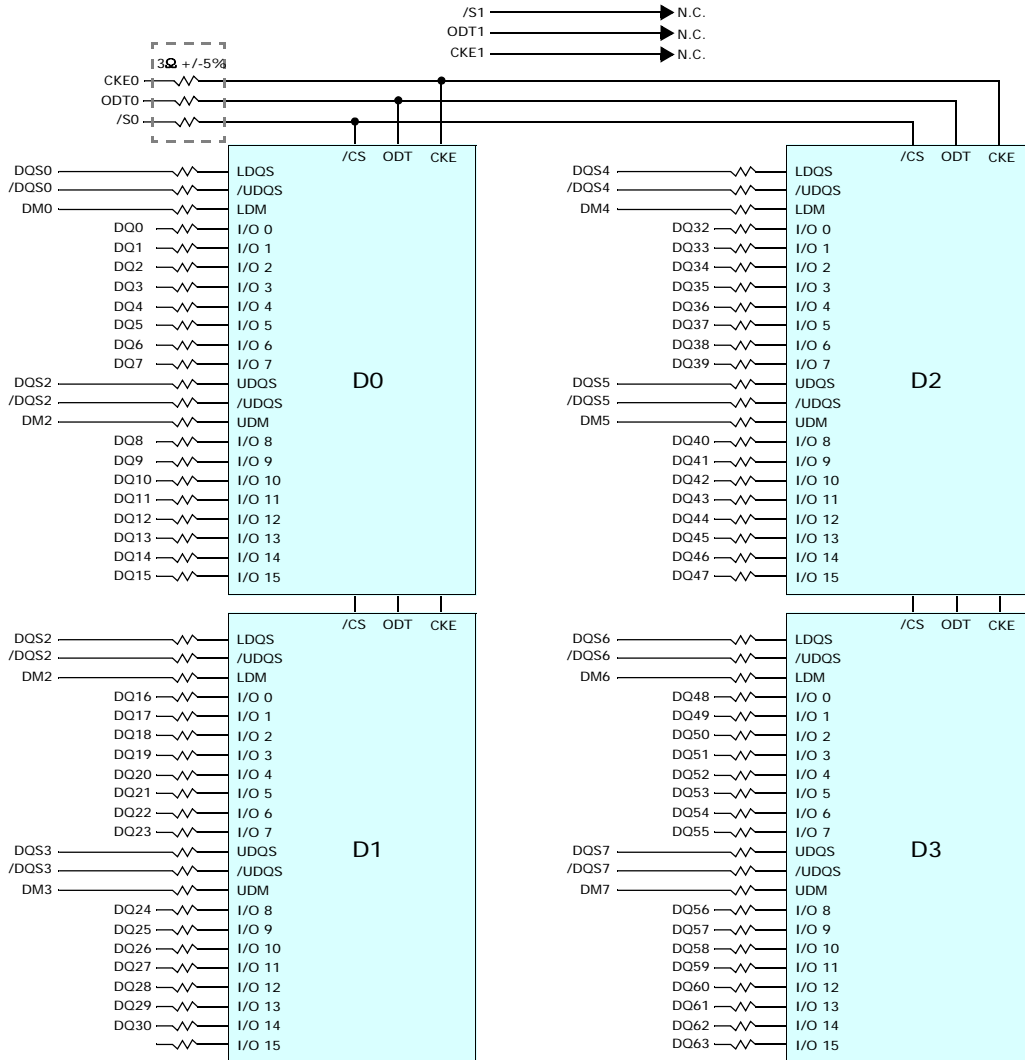 /S1 N.C.
ODT1 N.C.
CKE1 N.C.
3Ω +/-5%
CKE0
ODT0
/S0
/CS ODT CKE
DQS0 LDQS
/DQS0 /UDQS
DM0 LDM
DQ0 I/O 0
DQ1 I/O 1
DQ2 I/O 2
DQ3 I/O 3
DQ4 I/O 4
DQ5 I/O 5
DQ6 I/O 6
DQ7 I/O 7
D0
DQS2 UDQS
/DQS2 /UDQS
DM2 UDM
DQ8 I/O 8
DQ9 I/O 9
DQ10 I/O 10
DQ11 I/O 11
DQ12 I/O 12
DQ13 I/O 13
DQ14 I/O 14
DQ15 I/O 15
/CS ODT CKE
DQS4 LDQS
/DQS4 /UDQS
DM4 LDM
DQ32 I/O 0
DQ33 I/O 1
DQ34 I/O 2
DQ35 I/O 3
DQ36 I/O 4
DQ37 I/O 5
DQ38 I/O 6
DQ39 I/O 7
D2
DQS5 UDQS
/DQS5 /UDQS
DM5 UDM
DQ40 I/O 8
DQ41 I/O 9
DQ42 I/O 10
DQ43 I/O 11
DQ44 I/O 12
DQ45 I/O 13
DQ46 I/O 14
DQ47 I/O 15
/CS ODT CKE
DQS2 LDQS
/DQS2 /UDQS
DM2 LDM
DQ16 I/O 0
DQ17 I/O 1
DQ18 I/O 2
DQ19 I/O 3
DQ20 I/O 4
DQ21 I/O 5
DQ22 I/O 6
DQ23 I/O 7
D1
DQS3 UDQS
/DQS3 /UDQS
DM3 UDM
DQ24 I/O 8
DQ25 I/O 9
DQ26 I/O 10
DQ27 I/O 11
DQ28 I/O 12
DQ29 I/O 13
DQ30 I/O 14
I/O 15
/CS ODT CKE
DQS6 LDQS
/DQS6 /UDQS
DM6 LDM
DQ48 I/O 0
DQ49 I/O 1
DQ50 I/O 2
DQ51 I/O 3
DQ52 I/O 4
DQ53 I/O 5
DQ54 I/O 6
DQ55 I/O 7
D3
DQS7 UDQS
/DQS7 /UDQS
DM7 UDM
DQ56 I/O 8
DQ57 I/O 9
DQ58 I/O 10
DQ59 I/O 11
DQ60 I/O 12
DQ61 I/O 13
DQ62 I/O 14
DQ63 I/O 15